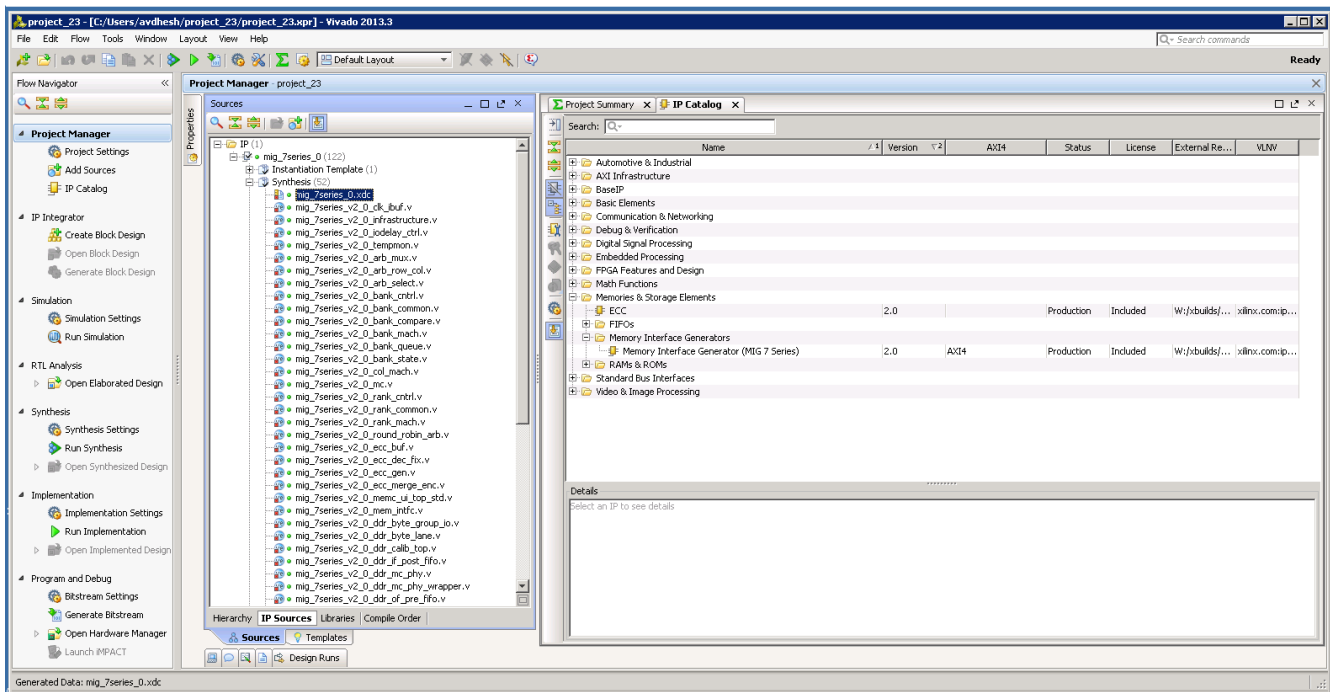 project_23 - [C:/Users/avdhesh/project_23/project_23.xpr] - Vivado 2013.3
File Edit Flow Tools Window Layout View Help
Search commands
Default Layout
Ready
Flow Navigator
Project Manager
Project Settings
Add Sources
IP Catalog
IP Integrator
Create Block Design
Open Block Design
Generate Block Design
Simulation
Simulation Settings
Run Simulation
RTL Analysis
Open Elaborated Design
Synthesis
Synthesis Settings
Run Synthesis
Open Synthesized Design
Implementation
Implementation Settings
Run Implementation
Open Implemented Design
Program and Debug
Bitstream Settings
Generate Bitstream
Open Hardware Manager
Launch iMPACT
Project Manager - project_23
Properties
Sources
IP (1)
mig_7series_0 (122)
Instantiation Template (1)
Synthesis (52)
mig_7series_0.xdc
mig_7series_v2_0_clk_ibuf.v
mig_7series_v2_0_infrastructure.v
mig_7series_v2_0_iodelay_ctrl.v
mig_7series_v2_0_tempmon.v
mig_7series_v2_0_arb_mux.v
mig_7series_v2_0_arb_row_col.v
mig_7series_v2_0_arb_select.v
mig_7series_v2_0_bank_cntrl.v
mig_7series_v2_0_bank_common.v
mig_7series_v2_0_bank_compare.v
mig_7series_v2_0_bank_mach.v
mig_7series_v2_0_bank_queue.v
mig_7series_v2_0_bank_state.v
mig_7series_v2_0_col_mach.v
mig_7series_v2_0_mc.v
mig_7series_v2_0_rank_cntrl.v
mig_7series_v2_0_rank_common.v
mig_7series_v2_0_rank_mach.v
mig_7series_v2_0_round_robin_arb.v
mig_7series_v2_0_ecc_buf.v
mig_7series_v2_0_ecc_dec_fix.v
mig_7series_v2_0_ecc_gen.v
mig_7series_v2_0_ecc_merge_enc.v
mig_7series_v2_0_memc_ui_top_std.v
mig_7series_v2_0_mem_intfc.v
mig_7series_v2_0_ddr_byte_group_io.v
mig_7series_v2_0_ddr_byte_lane.v
mig_7series_v2_0_ddr_calib_top.v
mig_7series_v2_0_ddr_if_post_fifo.v
mig_7series_v2_0_ddr_mc_phy.v
mig_7series_v2_0_ddr_mc_phy_wrapper.v
mig_7series_v2_0_ddr_of_pre_fifo.v
Hierarchy IP Sources Libraries Compile Order
Sources Templates
Design Runs
Project Summary IP Catalog
Search:
Name 1 Version 2 AXI4 Status License External Re... VLNV
Automotive & Industrial
AXI Infrastructure
BaseIP
Basic Elements
Communication & Networking
Debug & Verification
Digital Signal Processing
Embedded Processing
FPGA Features and Design
Math Functions
Memories & Storage Elements
ECC 2.0 Production Included W:/xbuilds/... xilinx.com:ip...
FIFOs
Memory Interface Generators
Memory Interface Generator (MIG 7 Series) 2.0 AXI4 Production Included W:/xbuilds/... xilinx.com:ip...
RAMs & ROMs
Standard Bus Interfaces
Video & Image Processing
Details
Select an IP to see details
Generated Data: mig_7series_0.xdc